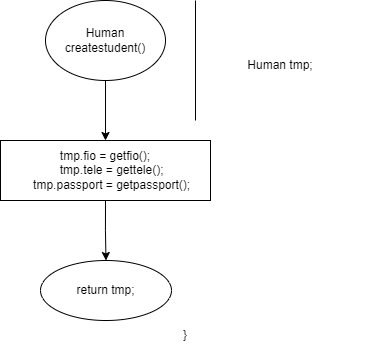 Human
createstudent()
Human tmp;
tmp.fio = getfio();
tmp.tele = gettele();
tmp.passport = getpassport();
return tmp;
}